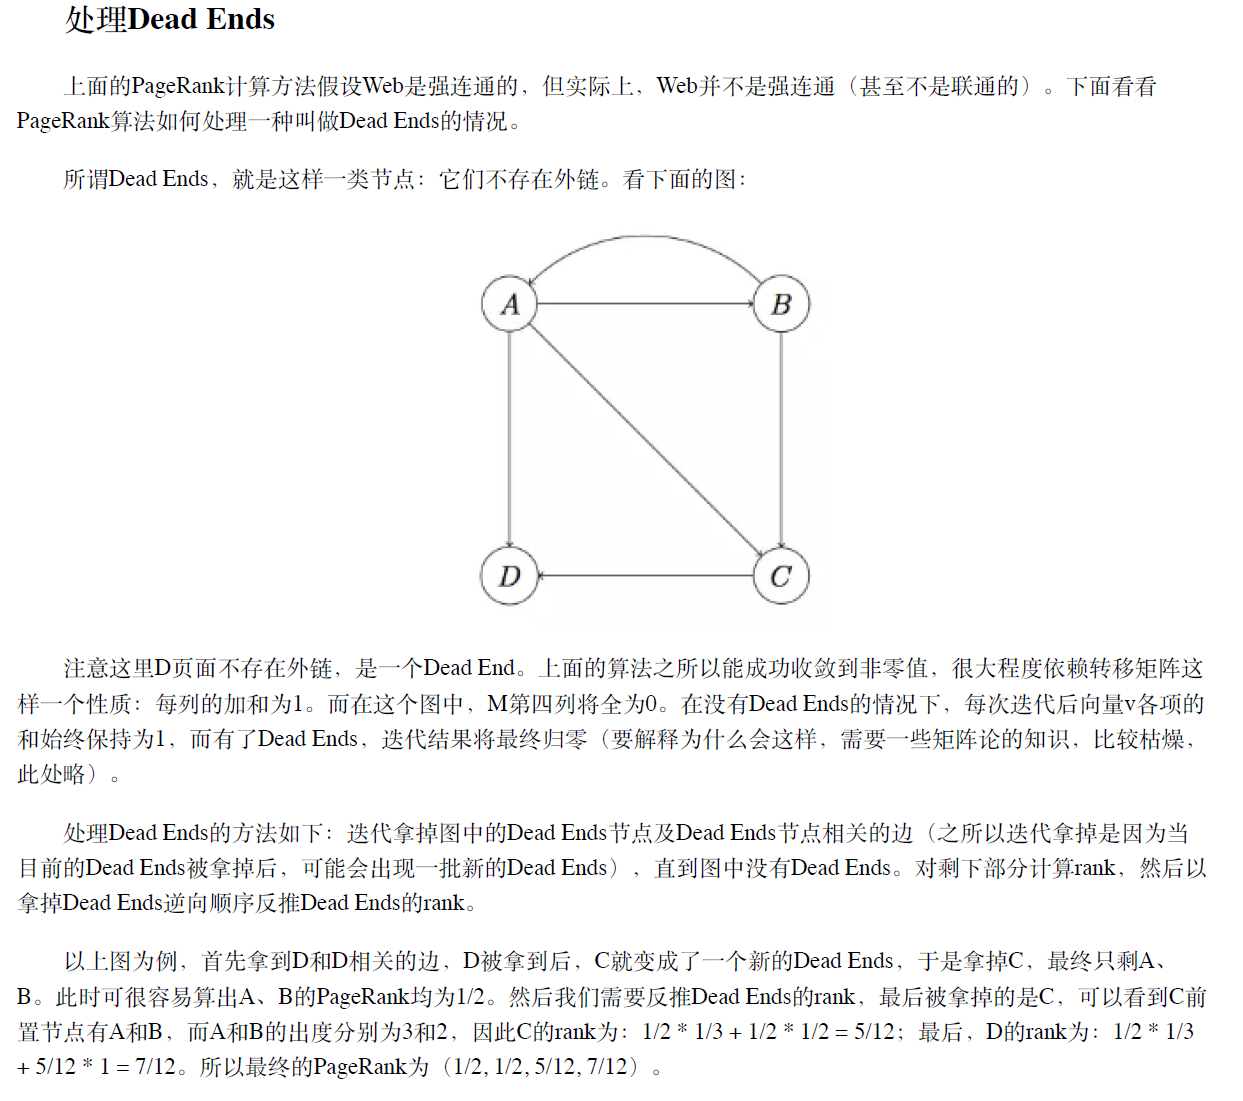 处理Dead Ends
上面的PageRank计算方法假设Web是强连通的，但实际上，Web并不是强连通（甚至不是联通的）。下面看看
PageRank算法如何处理一种叫做Dead Ends的情况。
所谓Dead Ends，就是这样一类节点：它们不存在外链。看下面的图：
A
B
D
C
注意这里D页面不存在外链，是一个Dead End。上面的算法之所以能成功收敛到非零值，很大程度依赖转移矩阵这
样一个性质：每列的加和为1。而在这个图中，M第四列将全为0。在没有Dead Ends的情况下，每次迭代后向量v各项的
和始终保持为1，而有了Dead Ends，迭代结果将最终归零（要解释为什么会这样，需要一些矩阵论的知识，比较枯燥，
此处略）。
处理Dead Ends的方法如下：迭代拿掉图中的Dead Ends节点及Dead Ends节点相关的边（之所以迭代拿掉是因为当
目前的Dead Ends被拿掉后，可能会出现一批新的Dead Ends），直到图中没有Dead Ends。对剩下部分计算rank，然后以
拿掉Dead Ends逆向顺序反推Dead Ends的rank。
以上图为例，首先拿到D和D相关的边，D被拿到后，C就变成了一个新的Dead Ends，于是拿掉C，最终只剩A、
B。此时可很容易算出A、B的PageRank均为1/2。然后我们需要反推Dead Ends的rank，最后被拿掉的是C，可以看到C前
置节点有A和B，而A和B的出度分别为3和2，因此C的rank为：1/2 * 1/3 + 1/2 * 1/2 = 5/12；最后，D的rank为：1/2 * 1/3
+ 5/12 * 1 = 7/12。所以最终的PageRank为（1/2, 1/2, 5/12, 7/12）。